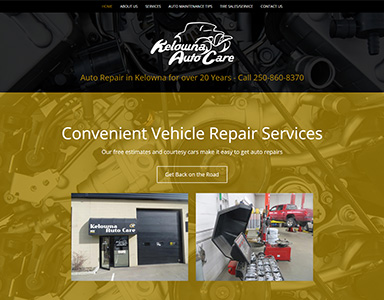 HOME ABOUT US SERVICES AUTO MAINTENANCE TIPS TIRE SALES/SERVICE CONTACT US
Kelowna
Auto Care
Auto Repair in Kelowna for over 20 Years - Call 250-860-8370
Convenient Vehicle Repair Services
Our free estimates and courtesy cars make it easy to get auto repairs
Get Back on the Road
Kelowna
Auto Care